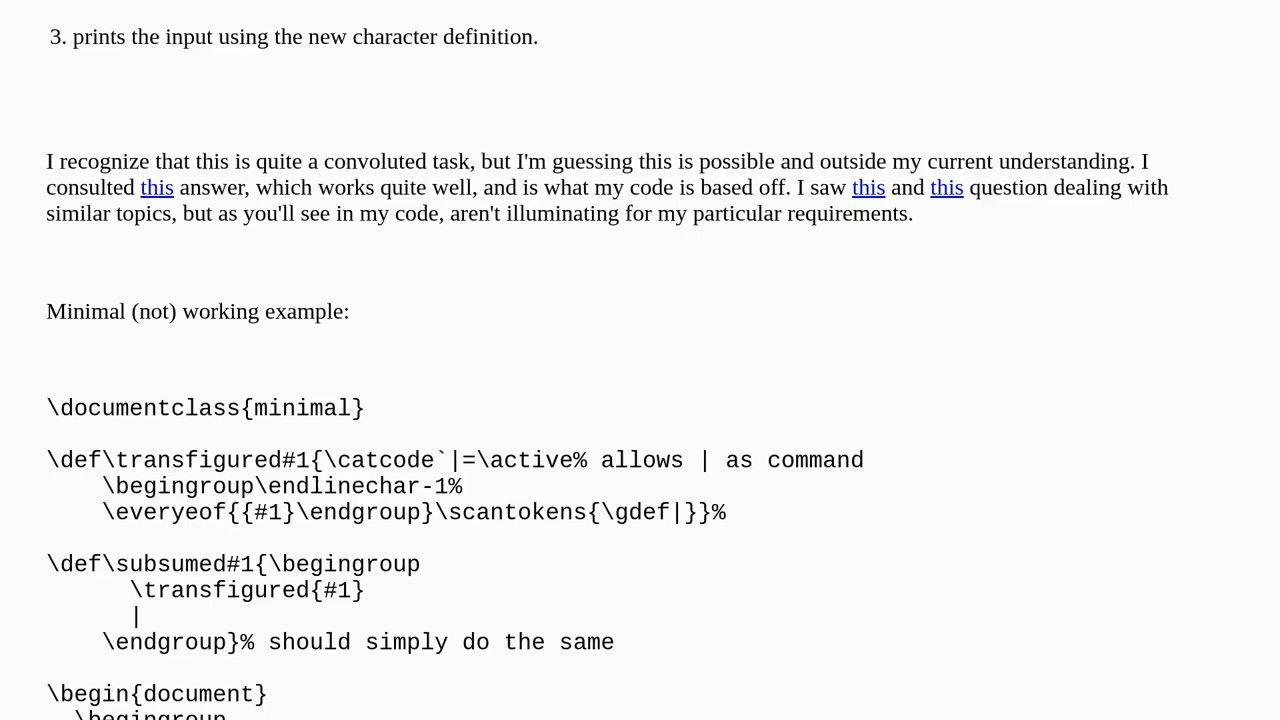 3. prints the input using the new character definition.
I recognize that this is quite a convoluted task, but I'm guessing this is possible and outside my current understanding. I
consulted this answer, which works quite well, and is what my code is based off. I saw this and this question dealing with
similar topics, but as you'll see in my code, aren't illuminating for my particular requirements.
Minimal (not) working example:
\documentclass{minimal}
\def\transfigured#1{\catcode`|=\active% allows | as command
    \begingroup\endlinechar-1%
    \everyeof{{#1}\endgroup}\scantokens{\gdef|}}%
\def\subsumed#1{\begingroup
      \transfigured{#1}
      |
    \endgroup}% should simply do the same
\begin{document}
  \begingroup